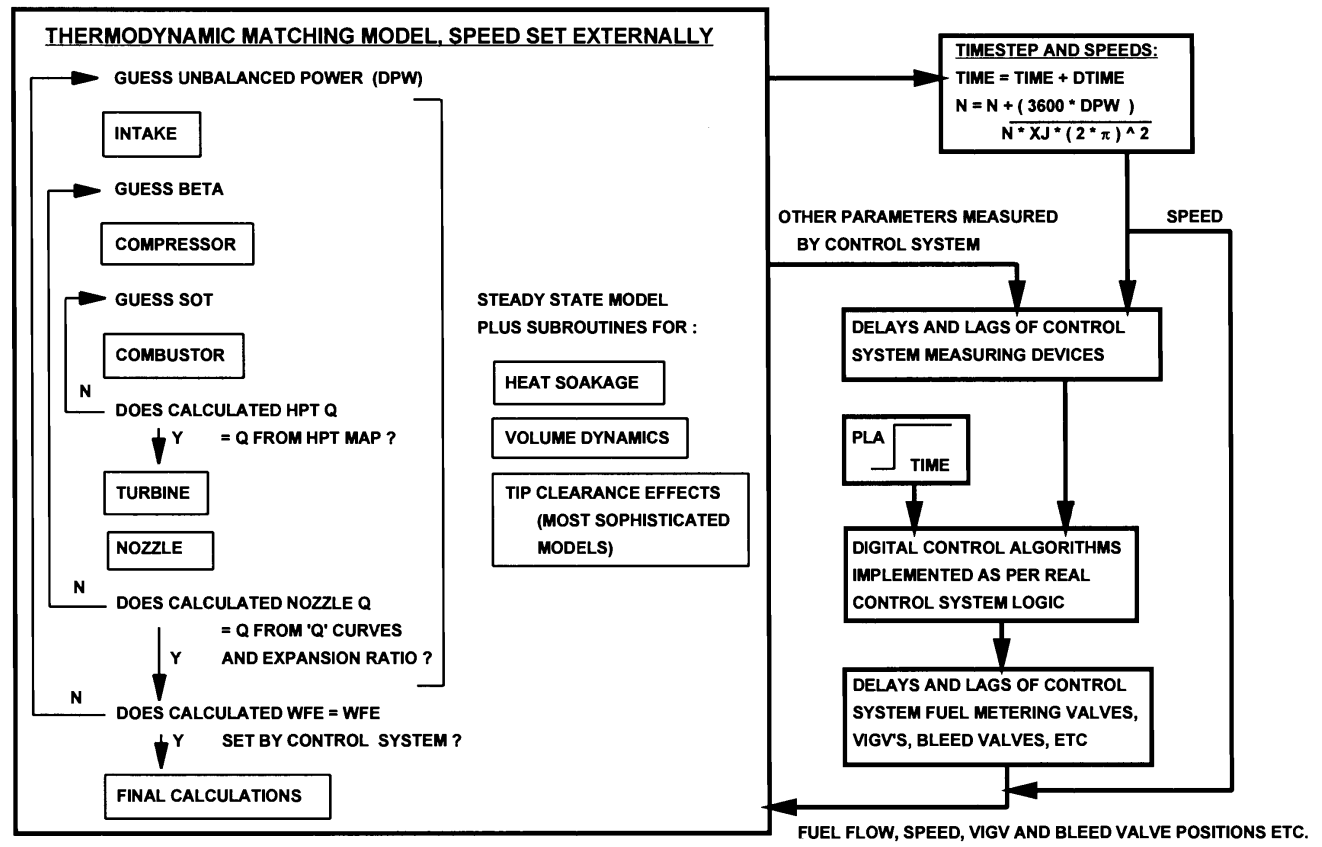 THERMODYNAMIC MATCHING MODEL, SPEED SET EXTERNALLY
GUESS UNBALANCED POWER (DPW)
INTAKE
GUESS BETA
COMPRESSOR
GUESS SOT
COMBUSTOR
N
DOES CALCULATED HPT Q
Y = Q FROM HPT MAP ?
TURBINE
NOZZLE
N
DOES CALCULATED NOZZLE Q
= Q FROM 'Q' CURVES
Y AND EXPANSION RATIO ?
N
DOES CALCULATED WFE = WFE
Y SET BY CONTROL SYSTEM ?
FINAL CALCULATIONS
STEADY STATE MODEL
PLUS SUBROUTINES FOR :
HEAT SOAKAGE
VOLUME DYNAMICS
TIP CLEARANCE EFFECTS
(MOST SOPHISTICATED
MODELS)
TIMESTEP AND SPEEDS:
TIME = TIME + DTIME
N = N + ( 3600 * DPW )
N * XJ * ( 2 * π ) ^ 2
OTHER PARAMETERS MEASURED
BY CONTROL SYSTEM
SPEED
DELAYS AND LAGS OF CONTROL
SYSTEM MEASURING DEVICES
PLA
TIME
DIGITAL CONTROL ALGORITHMS
IMPLEMENTED AS PER REAL
CONTROL SYSTEM LOGIC
DELAYS AND LAGS OF CONTROL
SYSTEM FUEL METERING VALVES,
VIGV'S, BLEED VALVES, ETC
FUEL FLOW, SPEED, VIGV AND BLEED VALVE POSITIONS ETC.